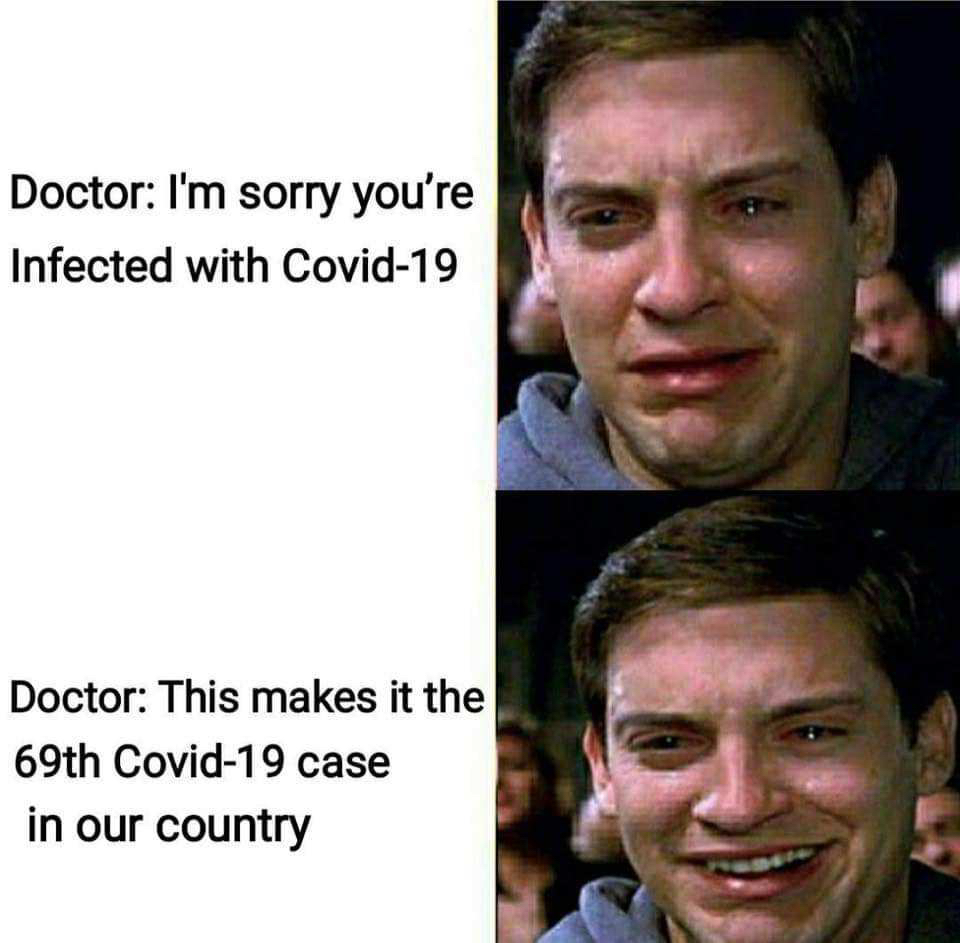 Doctor: I'm sorry you’re
Infected with Covid-19
Doctor: This makes it the
69th Covid-19 case
in our country